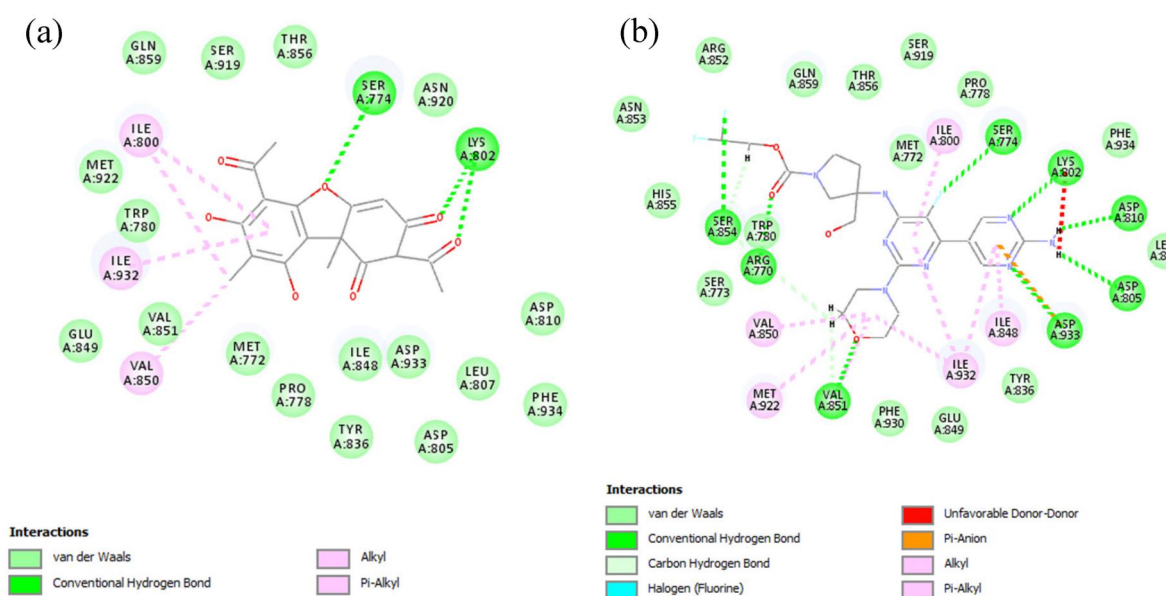 (a)
GLN
A:859
SER
A:919
THR
A:856
SER
A:774
ASN
A:920
LYS
A:802
ILE
A:800
MET
A:922
TRP
A:780
ILE
A:932
GLU
A:849
VAL
A:851
VAL
A:850
MET
A:772
PRO
A:778
ILE
A:848
ASP
A:933
TYR
A:836
ASP
A:805
LEU
A:807
ASP
A:810
PHE
A:934
O
O
O
O
O
O
O
Interactions
van der Waals
Conventional Hydrogen Bond
Alkyl
Pi-Alkyl
(b)
ARG
A:852
GLN
A:859
THR
A:856
SER
A:919
PRO
A:778
ASN
A:853
MET
A:772
ILE
A:800
SER
A:774
PHE
A:934
LYS
A:802
HIS
A:855
SER
A:854
TRP
A:780
ASP
A:810
ARG
A:770
SER
A:773
ASP
A:805
VAL
A:850
ILE
A:848
ASP
A:933
MET
A:922
VAL
A:851
ILE
A:932
TYR
A:836
PHE
A:930
GLU
A:849
H
O
O
N
N
O
N
N
N
N
N
N
H
H
H
H
O
Interactions
van der Waals
Conventional Hydrogen Bond
Carbon Hydrogen Bond
Halogen (Fluorine)
Unfavorable Donor-Donor
Pi-Anion
Alkyl
Pi-Alkyl